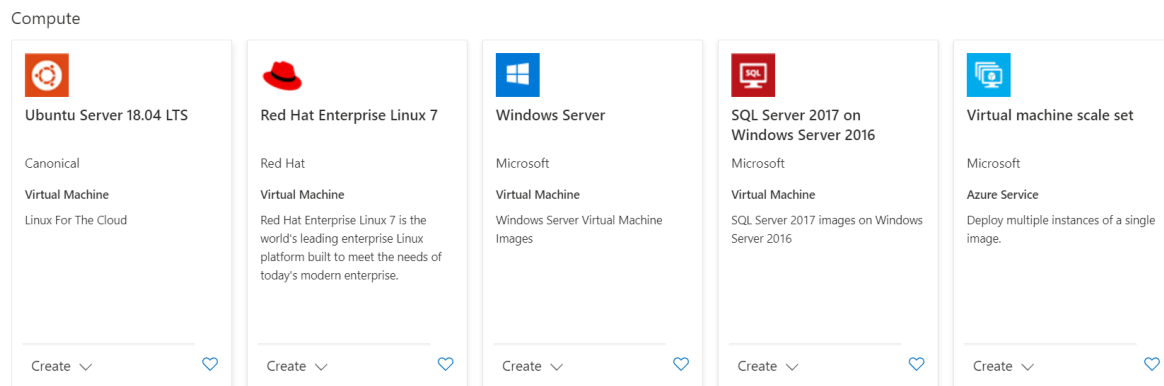 Compute
SQL
Ubuntu Server 18.04 LTS
Canonical
Virtual Machine
Linux For The Cloud
Create
Red Hat Enterprise Linux 7
Red Hat
Virtual Machine
Red Hat Enterprise Linux 7 is the
world's leading enterprise Linux
platform built to meet the needs of
today's modern enterprise.
Create
Windows Server
Microsoft
Virtual Machine
Windows Server Virtual Machine
Images
Create
SQL Server 2017 on
Windows Server 2016
Microsoft
Virtual Machine
SQL Server 2017 images on Windows
Server 2016
Create
Virtual machine scale set
Microsoft
Azure Service
Deploy multiple instances of a single
image.
Create